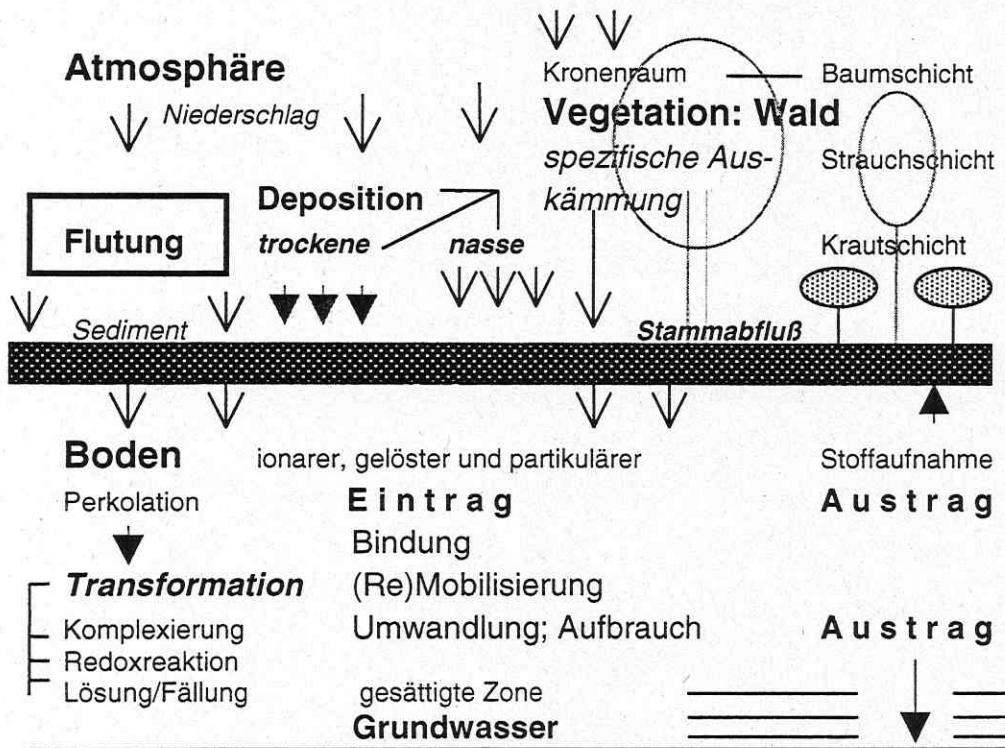 Atmosphäre
Niederschlag
Kronenraum
Baumschicht
Vegetation: Wald
spezifische Aus-
kämmung
Strauchschicht
Deposition
trockene
nasse
Flutung
Krautschicht
Sediment
Stammabfluß
Boden
ionarer, gelöster und partikulärer
Stoffaufnahme
Perkolation
Eintrag
Austrag
Bindung
Transformation
(Re)Mobilisierung
Komplexierung
Umwandlung; Aufbrauch
Austrag
Redoxreaktion
Lösung/Fällung
gesättigte Zone
Grundwasser